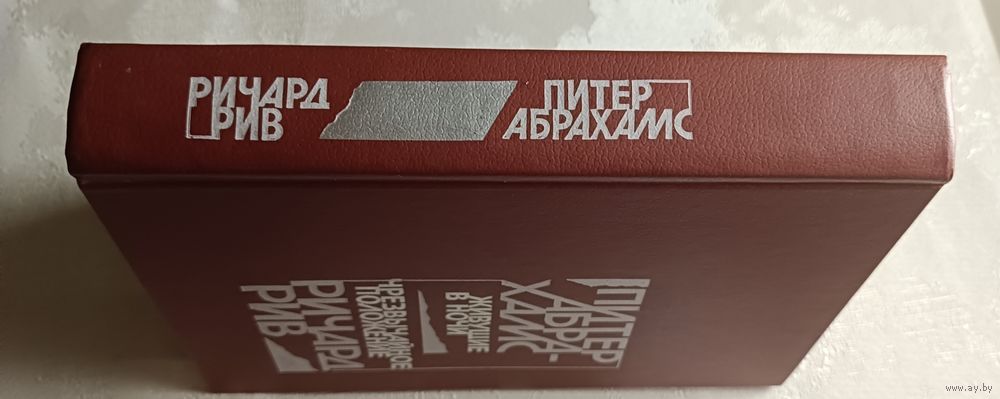 РИЧАРД
РИВ
ПИТЕР
АБРАХАМС
ПИТЕР
АБРА-
ХАМС
ЖИВУЩИЕ
В НОЧИ
ЧРЕЗВЫЧАЙНОЕ
ПОЛОЖЕНИЕ
РИЧАРД
РИВ
www.ay.by